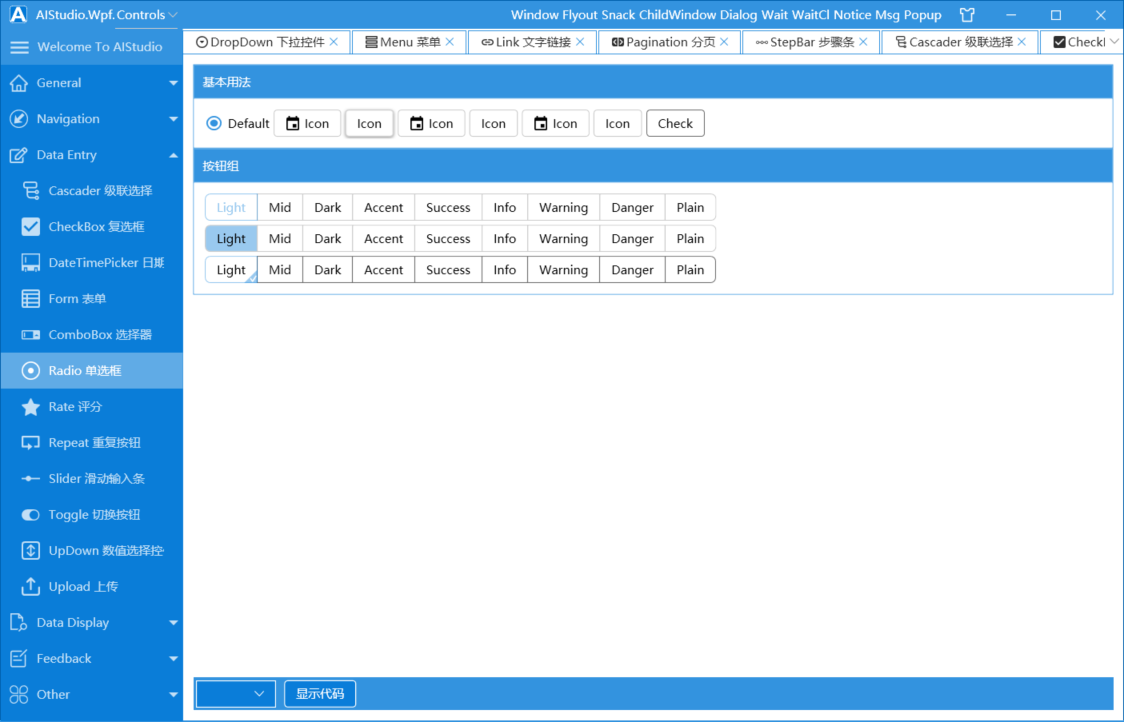 AIStudio.Wpf.Controls
Window Flyout Snack ChildWindow Dialog Wait WaitCl Notice Msg Popup
Welcome To AIStudio
DropDown 下拉控件
Menu 菜单
Link 文字链接
Pagination 分页
StepBar 步骤条
Cascader 级联选择
General
Navigation
Data Entry
Cascader 级联选择
CheckBox 复选框
DateTimePicker 日期
Form 表单
ComboBox 选择器
Radio 单选框
Rate 评分
Repeat 重复按钮
Slider 滑动输入条
Toggle 切换按钮
UpDown 数值选择控
Upload 上传
Data Display
Feedback
Other
基本用法
Default Icon Icon Icon Icon Icon Icon Check
按钮组
Light Mid Dark Accent Success Info Warning Danger Plain
Light Mid Dark Accent Success Info Warning Danger Plain
Light Mid Dark Accent Success Info Warning Danger Plain
显示代码